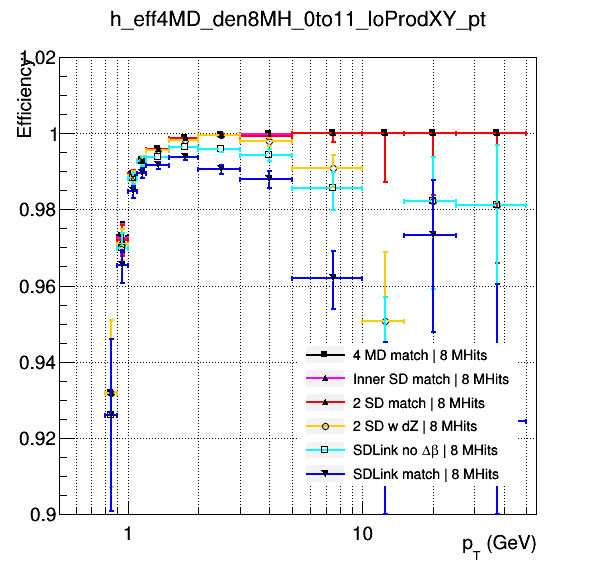 h_eff4MD_den8MH_0to11_loProdXY_pt
Efficiency
1.02
1
0.98
0.96
0.94
0.92
0.9
4 MD match | 8 MHits
Inner SD match | 8 MHits
2 SD match | 8 MHits
2 SD w dZ | 8 MHits
SDLink no Δβ | 8 MHits
SDLink match | 8 MHits
1
10
p_T (GeV)